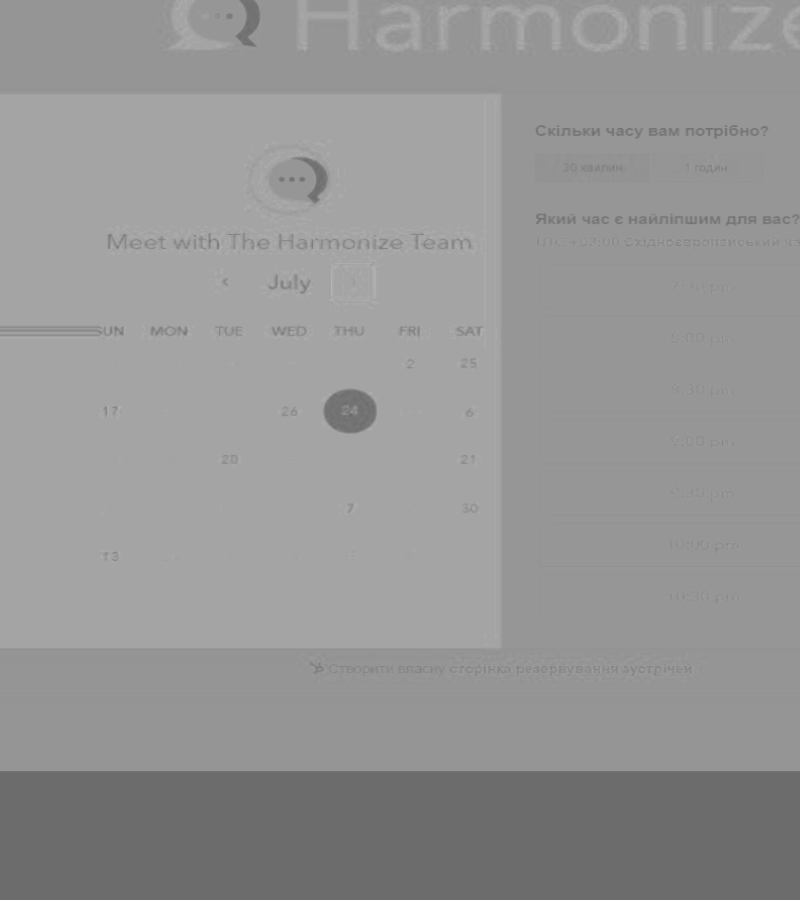 Harmonize
Meet with The Harmonize Team
July
SUN MON TUE WED THU FRI SAT
2 25
17 26 24 6
20 21
7 30
13
Скільки часу вам потрібно?
30 хвилин 1 годин
Який час є найліпшим для вас?
UTC +03:00 Східноєвропейський
7:30 pm
8:00 pm
8:30 pm
9:00 pm
9:30 pm
10:00 pm
10:30 pm
Створити власну сторінка резервування зустрічей